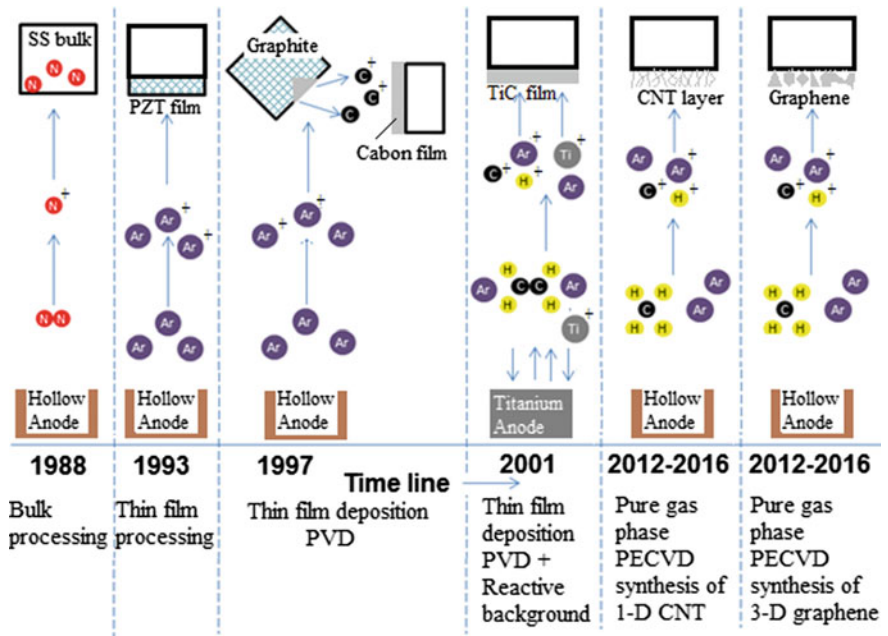 SS bulk
N
N
N
N
N
+
N N
Hollow
Anode
PZT film
Ar
+
Ar
+
Ar
+
Ar
Ar
Ar
Hollow
Anode
Graphite
C
+
C
+
C
Cabon film
Ar
+
Ar
+
Ar
Ar
Ar
Ar
Hollow
Anode
TiC film
Ar
+
Ti
+
C
+
H
+
Ar
H
H
Ar
C C
Ar
H
H
Ti
+
Titanium
Anode
CNT layer
Ar
Ar
+
C
+
H
+
H
H
Ar
C
H
H
Ar
Hollow
Anode
Graphene
Ar
Ar
+
C
+
H
+
H
H
Ar
C
H
H
Ar
Hollow
Anode
1988
1993
1997
Time line
2001
2012-2016
2012-2016
Bulk
processing
Thin film
processing
Thin film deposition
PVD
Thin film
deposition
PVD +
Reactive
background
Pure gas
phase
PECVD
synthesis of
1-D CNT
Pure gas
phase
PECVD
synthesis of
3-D graphene